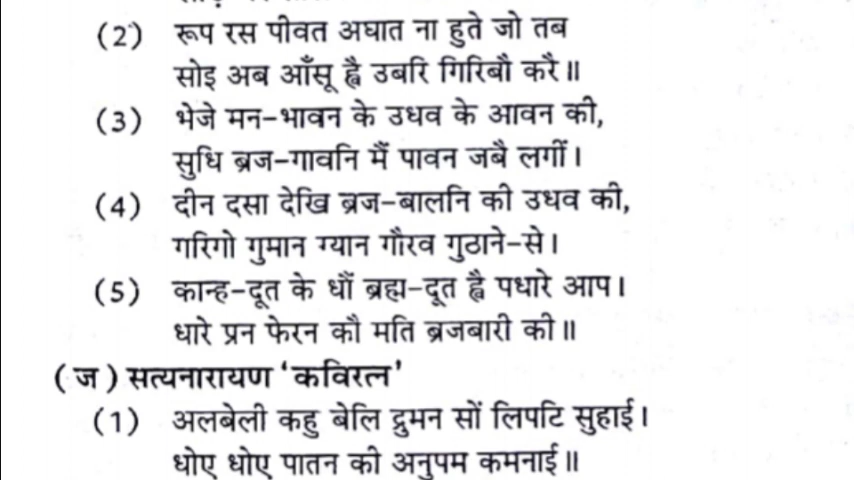 (2) रूप रस पीवत अघात ना हुते जो तब
सोइ अब आँसू ह्वै उबरि गिरिबौ करै॥
(3) भेजे मन-भावन के उधव के आवन की,
सुधि ब्रज-गावनि मैं पावन जबै लगीं।
(4) दीन दसा देखि ब्रज-बालनि की उधव की,
गरिगो गुमान ग्यान गौरव गुठाने-से।
(5) कान्ह-दूत के धौं ब्रह्म-दूत ह्वै पधारे आप।
धारे प्रन फेरन कौ मति ब्रजबारी की॥
(ज) सत्यनारायण 'कविरत्न'
(1) अलबेली कहु बेलि द्रुमन सों लिपटि सुहाई।
धोए धोए पातन की अनुपम कमनाई॥